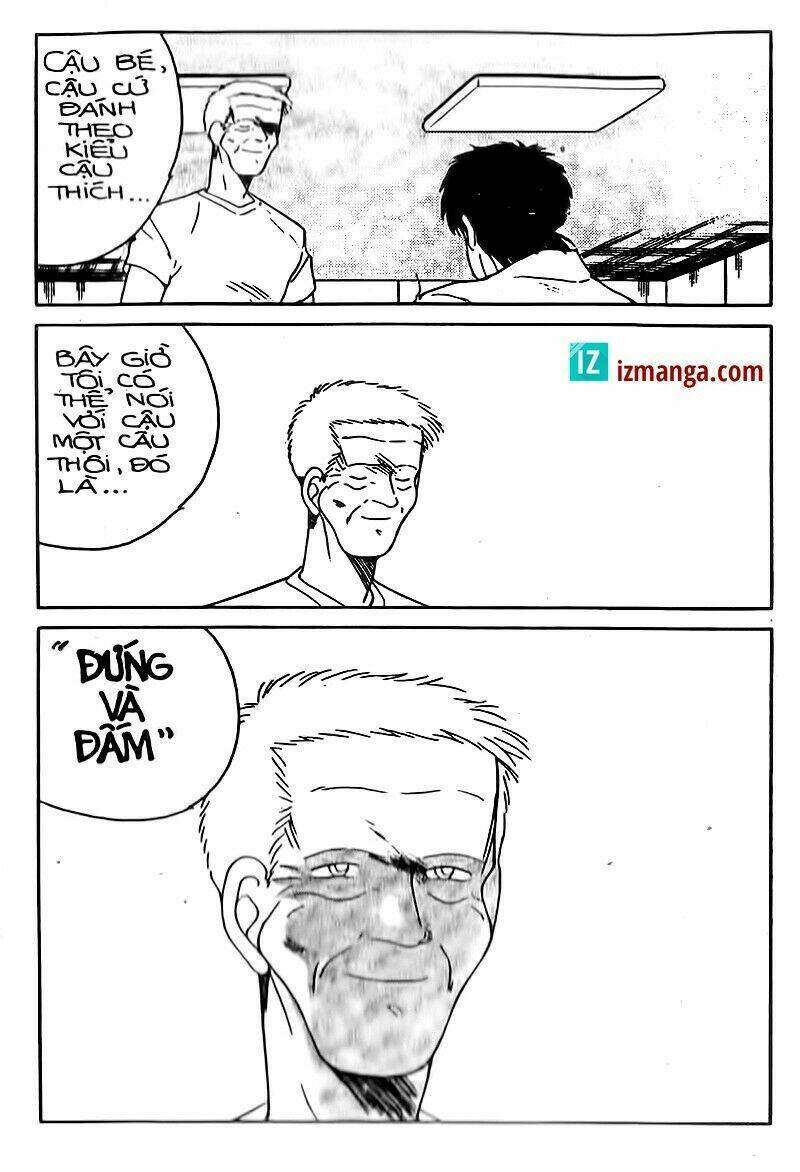 CẬU BÉ,
CẬU CỨ
ĐÁNH
THEO
KIỂU
CẬU
THÍCH...
BÂY GIỜ
TÔI CÓ
THỂ NÓI
VỚI CẬU
MỘT CÂU
THÔI, ĐÓ
LÀ...
IZ izmanga.com
"ĐỨNG
VÀ
ĐẤM"